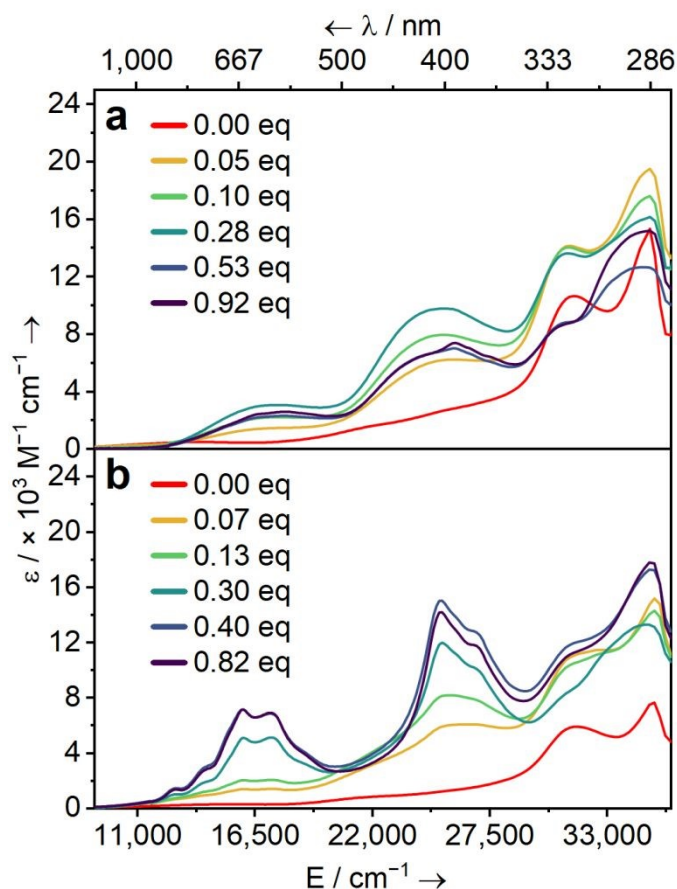 ← λ / nm
1,000 667 500 400 333 286
a
24
20
16
12
8
4
0
0.00 eq
0.05 eq
0.10 eq
0.28 eq
0.53 eq
0.92 eq
ε / × 10³ M⁻¹ cm⁻¹ →
b
24
20
16
12
8
4
0
0.00 eq
0.07 eq
0.13 eq
0.30 eq
0.40 eq
0.82 eq
11,000 16,500 22,000 27,500 33,000
E / cm⁻¹ →